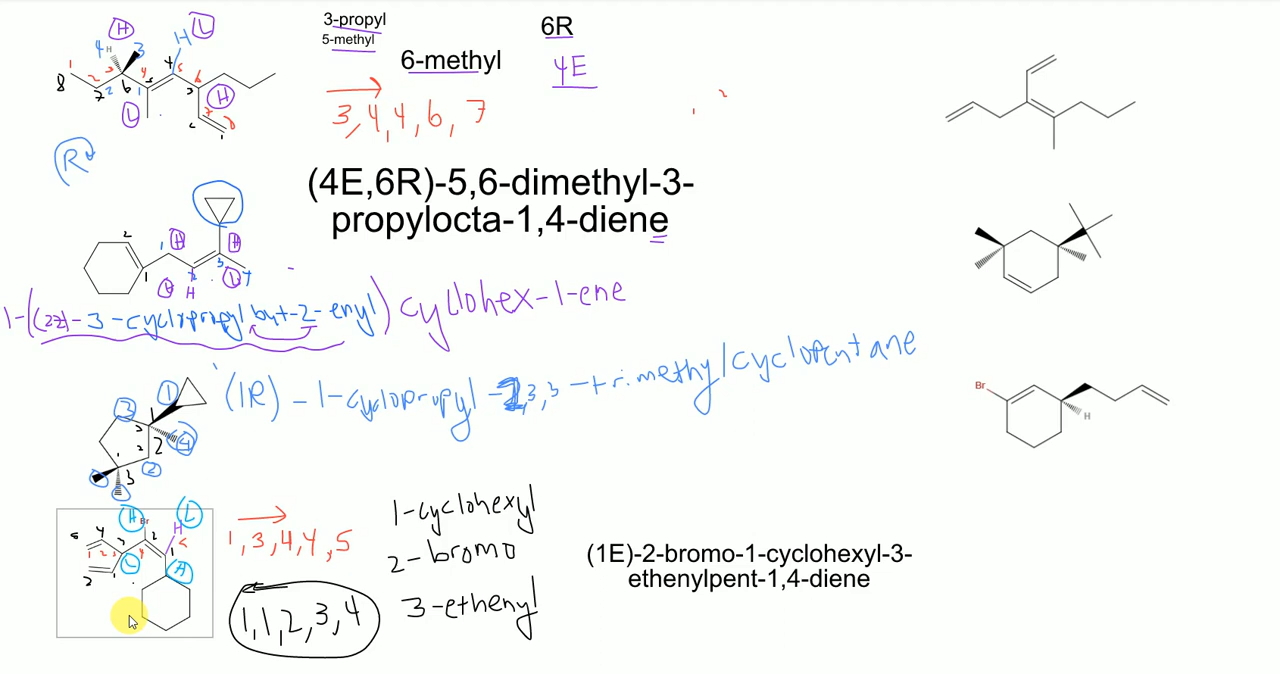 3-propyl
5-methyl
6-methyl
6R
4E
3,4,4,6,7
R
(4E,6R)-5,6-dimethyl-3-
propylocta-1,4-diene
1-((2Z)-3-cyclopropylbut-2-enyl)cyclohex-1-ene
(1R)-1-cyclopropyl-1,3,3-trimethylcyclopentane
Br
H
Br
1,3,4,4,5
1,1,2,3,4
1-cyclohexyl
2-bromo
3-ethenyl
(1E)-2-bromo-1-cyclohexyl-3-
ethenylpent-1,4-diene